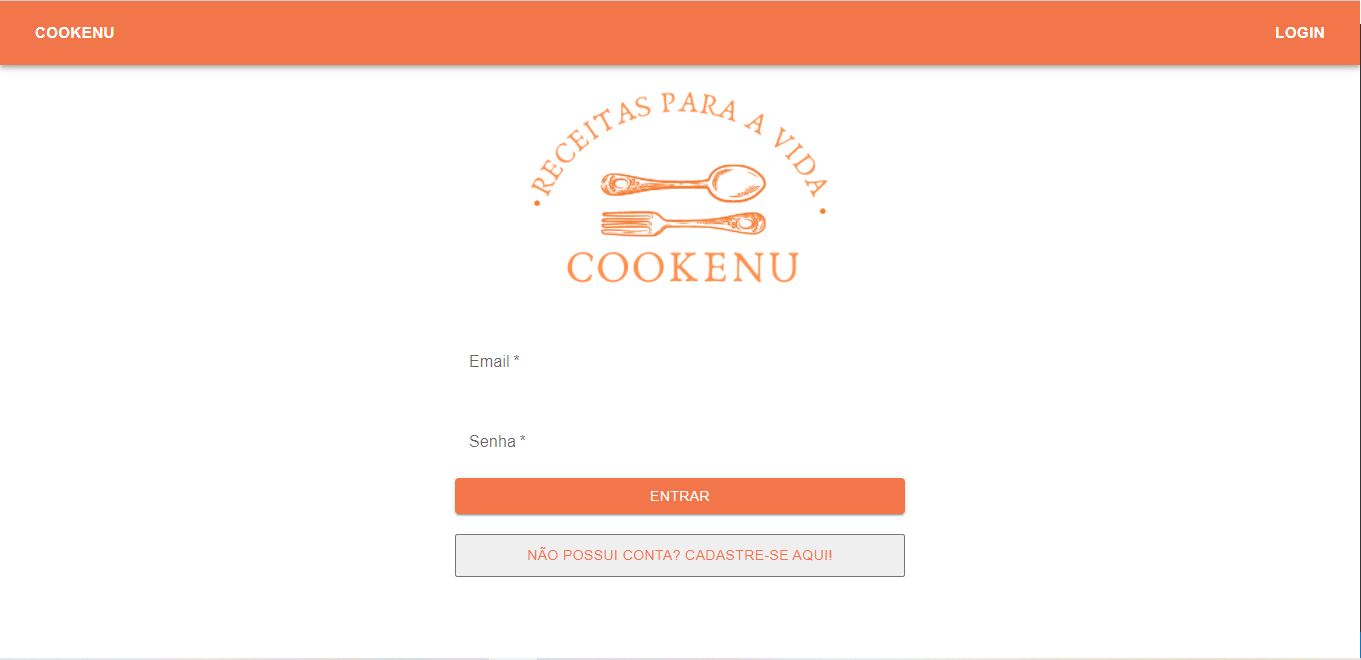 COOKENU
LOGIN
· RECEITAS PARA A VIDA ·
COOKENU
Email *
Senha *
ENTRAR
NÃO POSSUI CONTA? CADASTRE-SE AQUI!